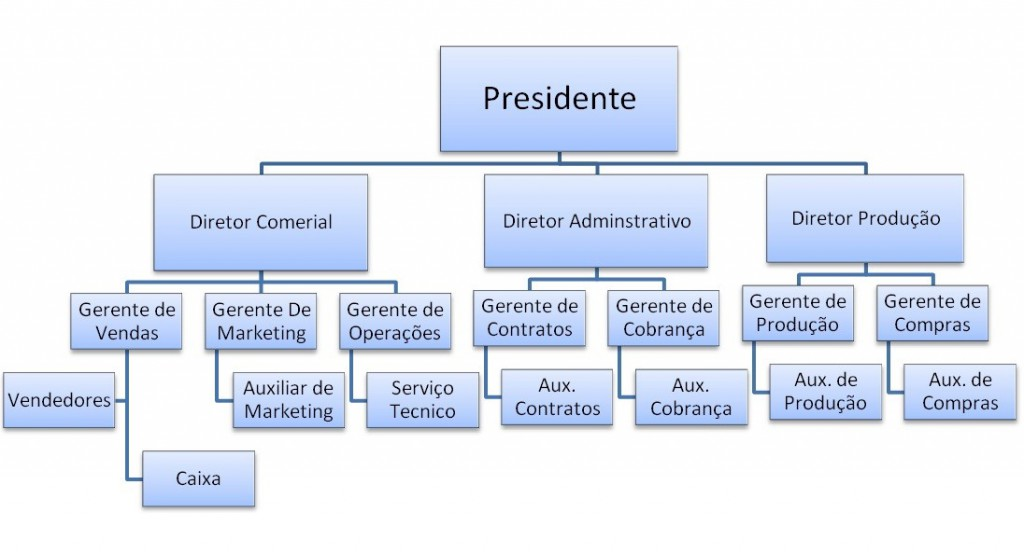 Presidente
Diretor Comerial
Diretor Adminstrativo
Diretor Produção
Gerente de
Vendas
Gerente De
Marketing
Gerente de
Operações
Gerente de
Contratos
Gerente de
Cobrança
Gerente de
Produção
Gerente de
Compras
Vendedores
Auxiliar de
Marketing
Serviço
Tecnico
Aux.
Contratos
Aux.
Cobrança
Aux. de
Produção
Aux. de
Compras
Caixa